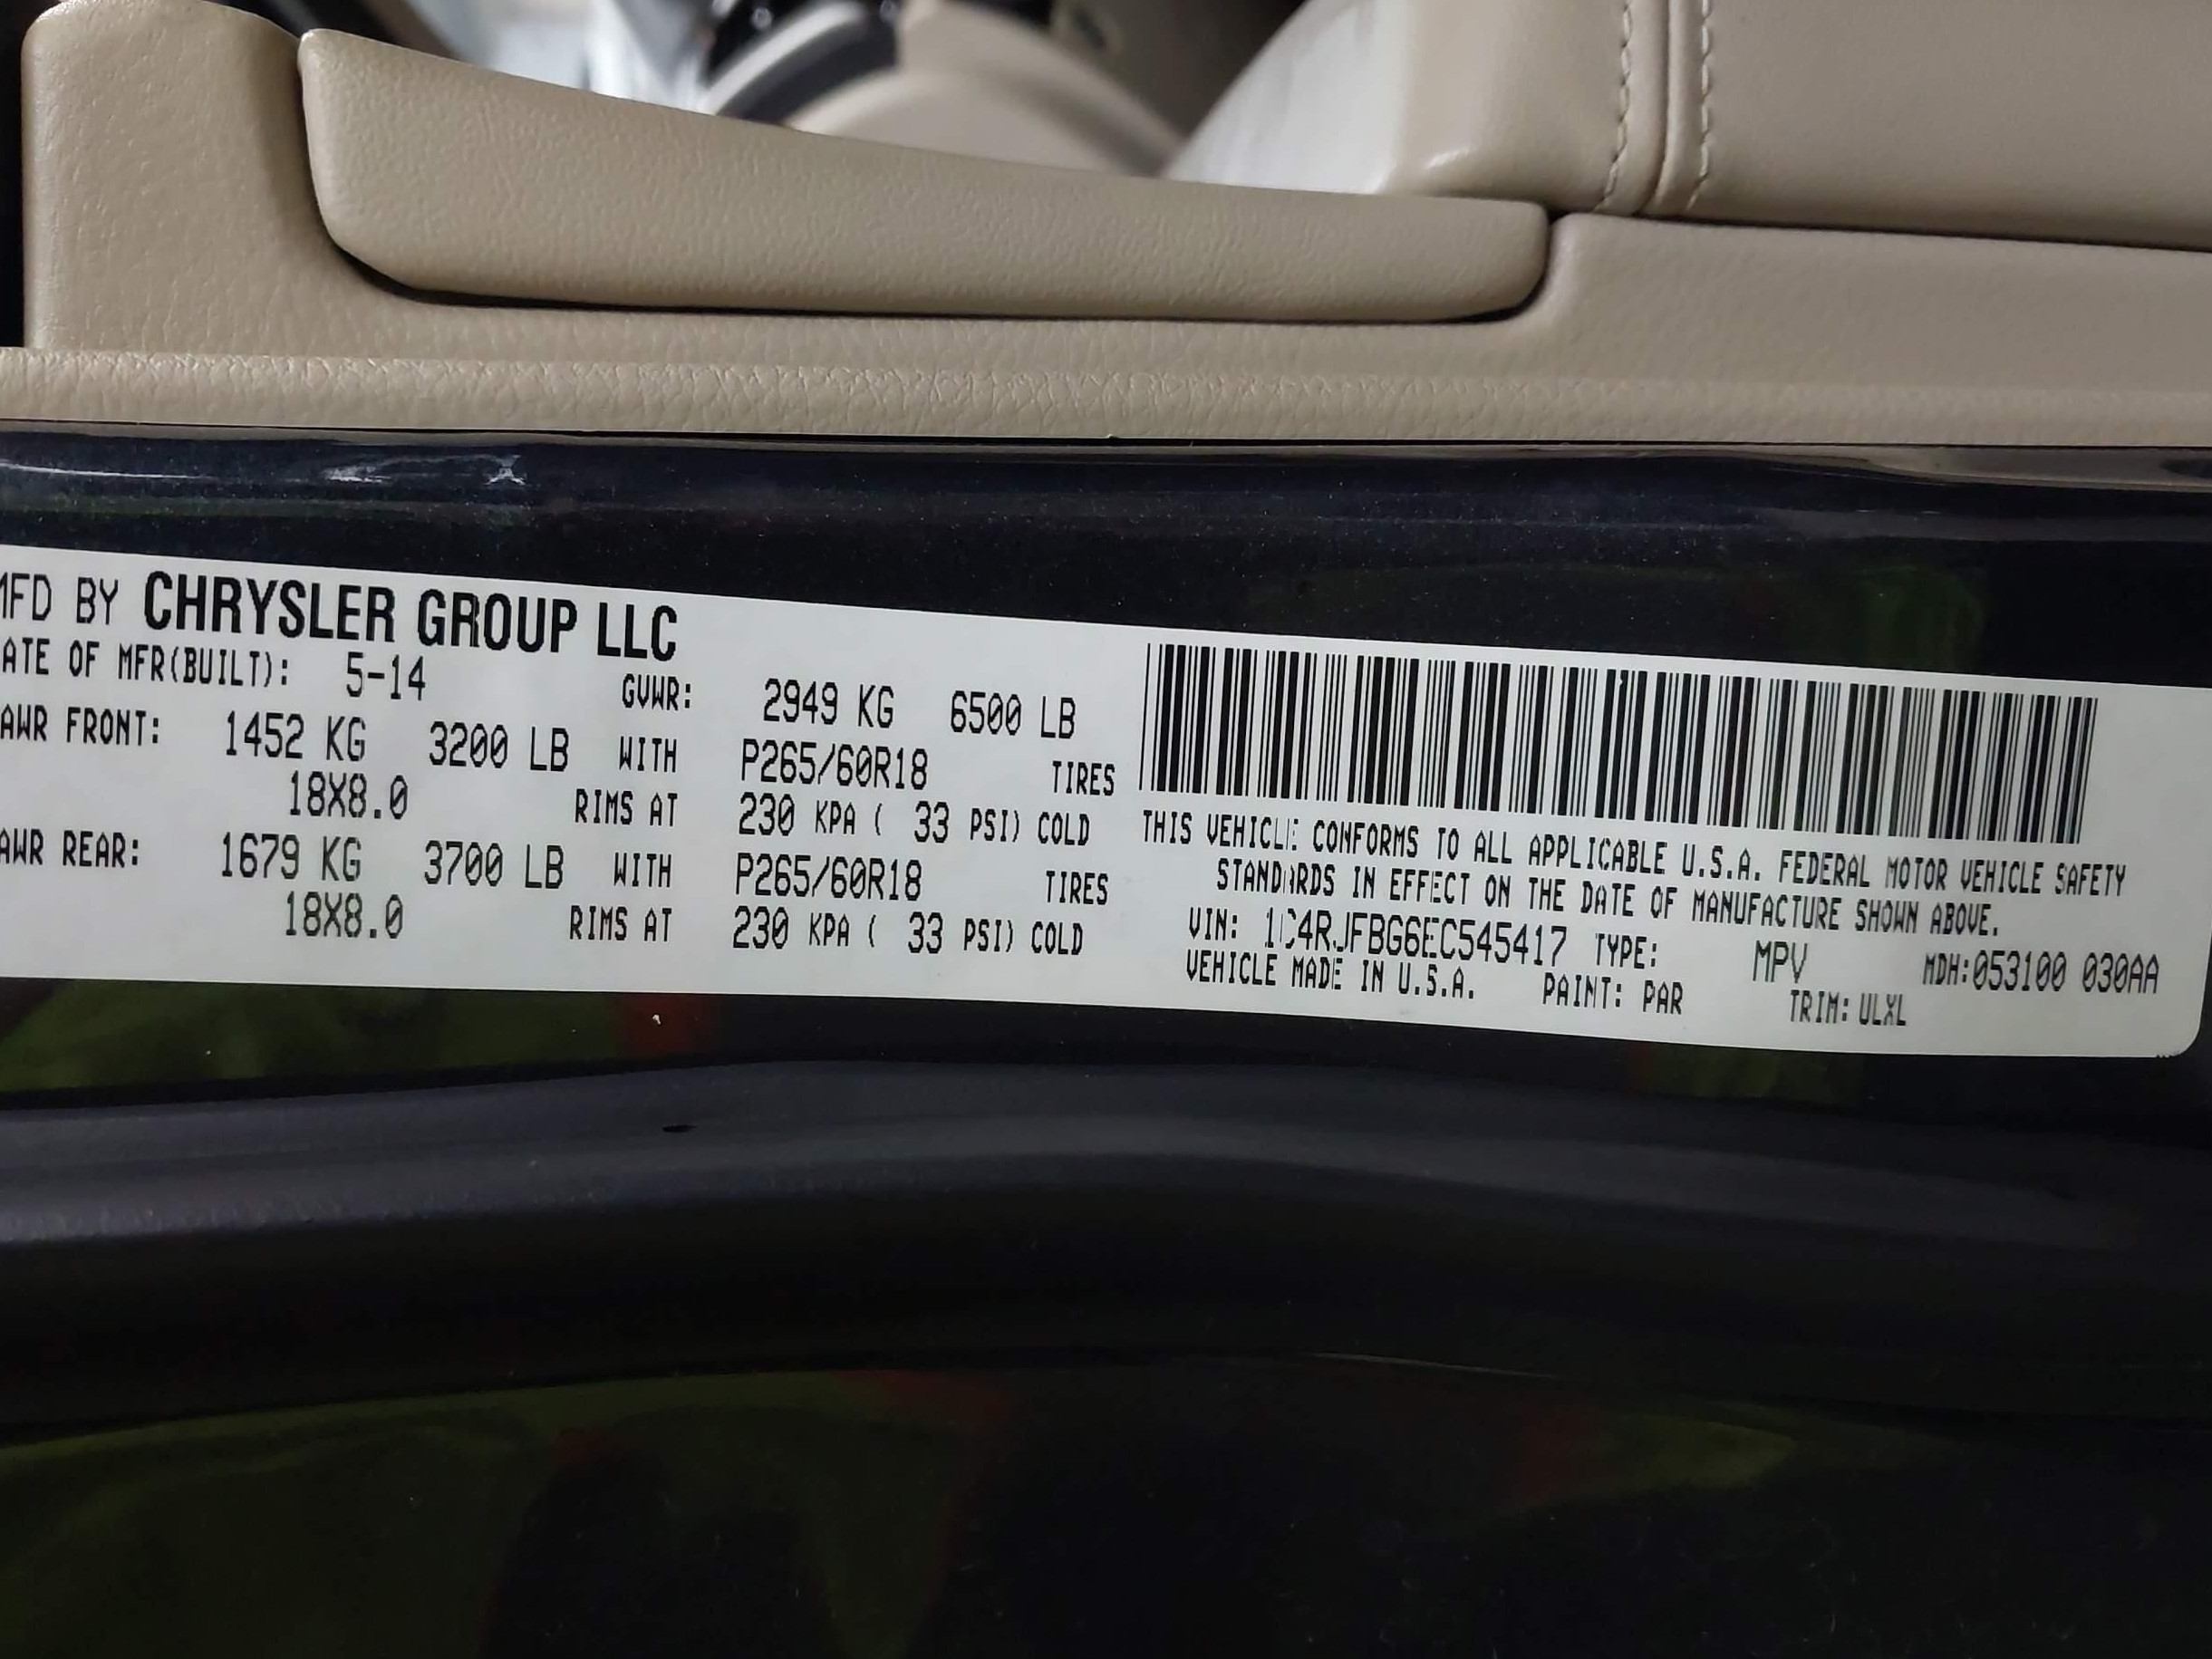 MFD BY CHRYSLER GROUP LLC
DATE OF MFR(BUILT): 5-14 GVWR: 2949 KG 6500 LB
GAWR FRONT: 1452 KG 3200 LB WITH P265/60R18 TIRES
18X8.0 RIMS AT 230 KPA ( 33 PSI) COLD
GAWR REAR: 1679 KG 3700 LB WITH P265/60R18 TIRES
18X8.0 RIMS AT 230 KPA ( 33 PSI) COLD
THIS VEHICLE CONFORMS TO ALL APPLICABLE U.S.A. FEDERAL MOTOR VEHICLE SAFETY
STANDARDS IN EFFECT ON THE DATE OF MANUFACTURE SHOWN ABOVE.
VIN: 1C4RJFBG6EC545417 TYPE: MPV MDH:053100 030AA
VEHICLE MADE IN U.S.A. PAINT: PAR TRIM: ULXL